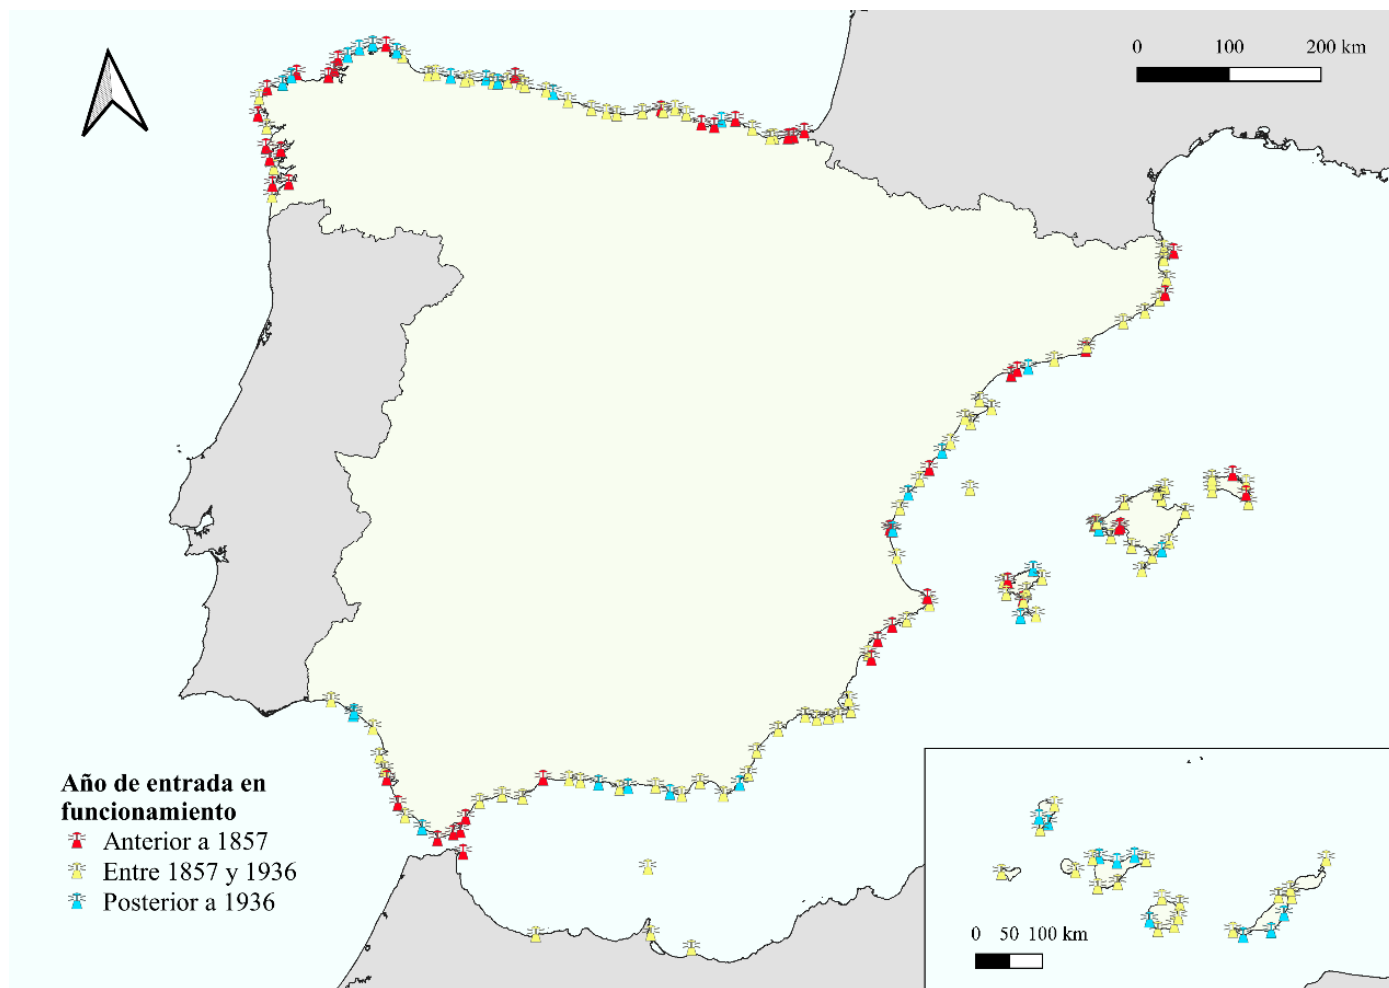 0 100 200 km
Año de entrada en
funcionamiento
Anterior a 1857
Entre 1857 y 1936
Posterior a 1936
0 50 100 km